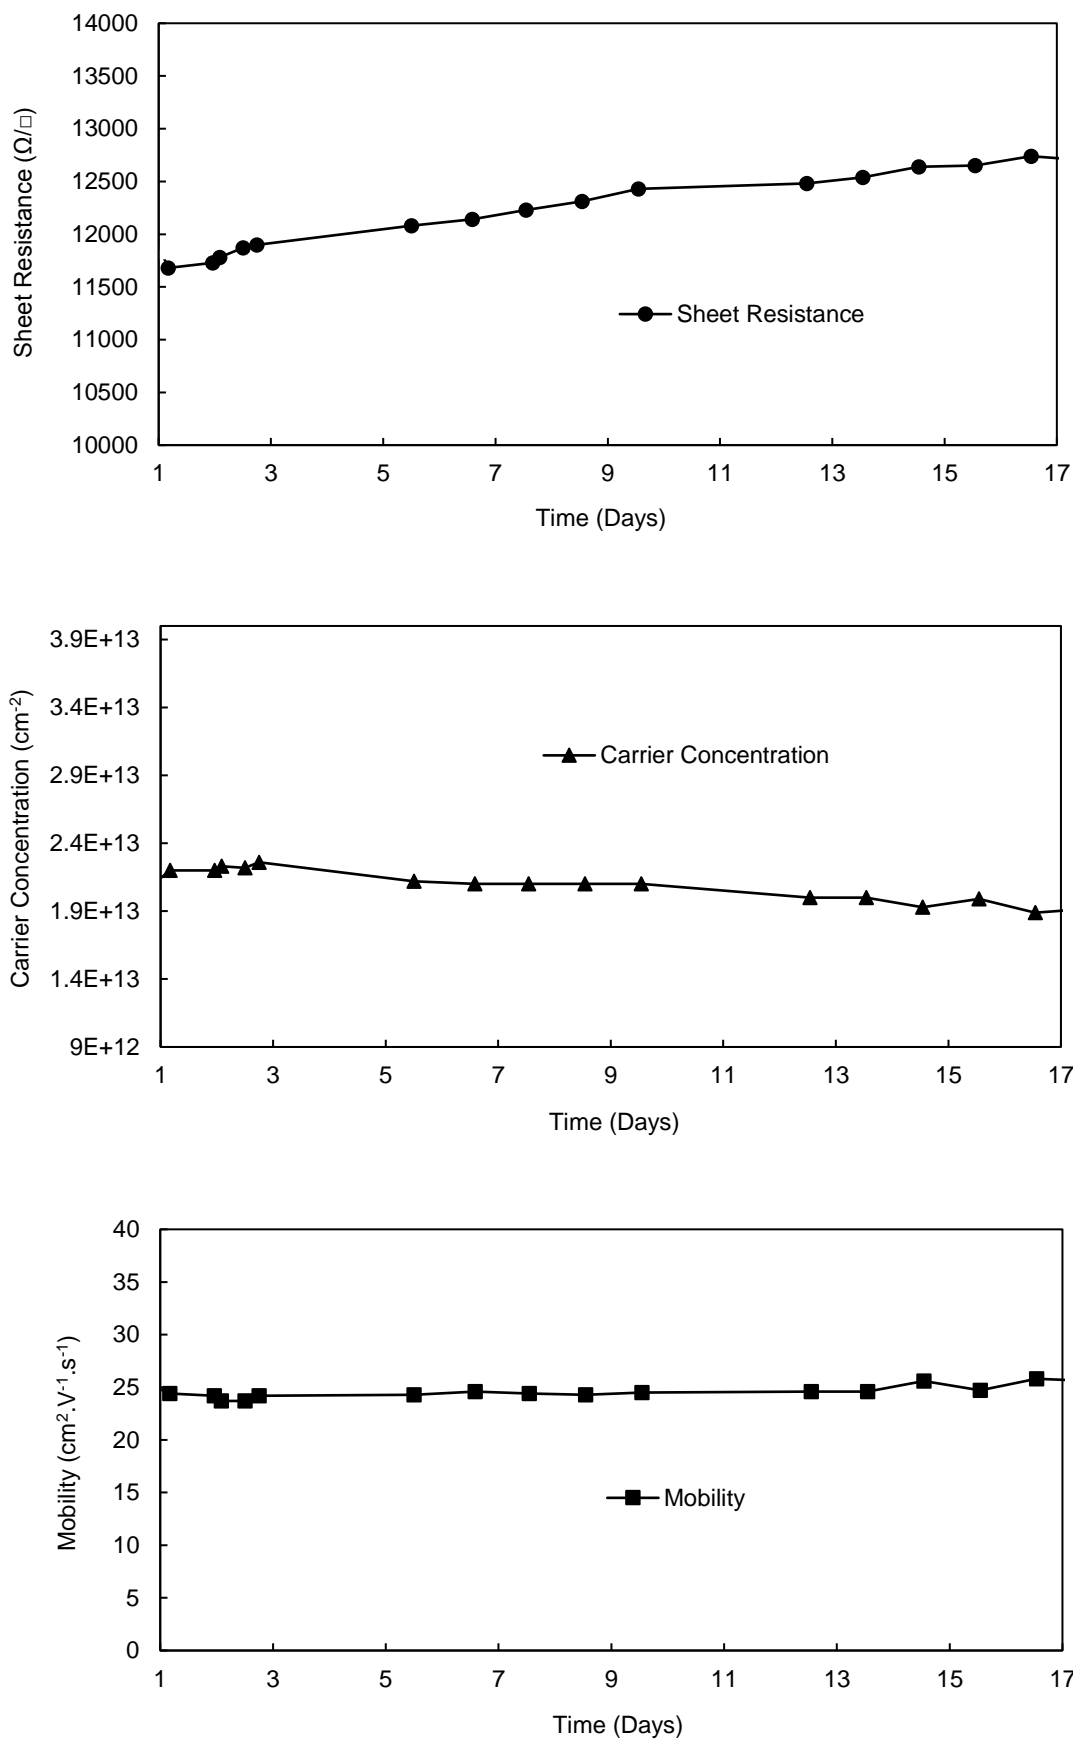 14000
13500
13000
12500
12000
11500
11000
10500
10000
Sheet Resistance (Ω/□)
Sheet Resistance
1 3 5 7 9 11 13 15 17
Time (Days)
3.9E+13
3.4E+13
2.9E+13
2.4E+13
1.9E+13
1.4E+13
9E+12
Carrier Concentration (cm⁻²)
Carrier Concentration
1 3 5 7 9 11 13 15 17
Time (Days)
40
35
30
25
20
15
10
5
0
Mobility (cm².V⁻¹.s⁻¹)
Mobility
1 3 5 7 9 11 13 15 17
Time (Days)